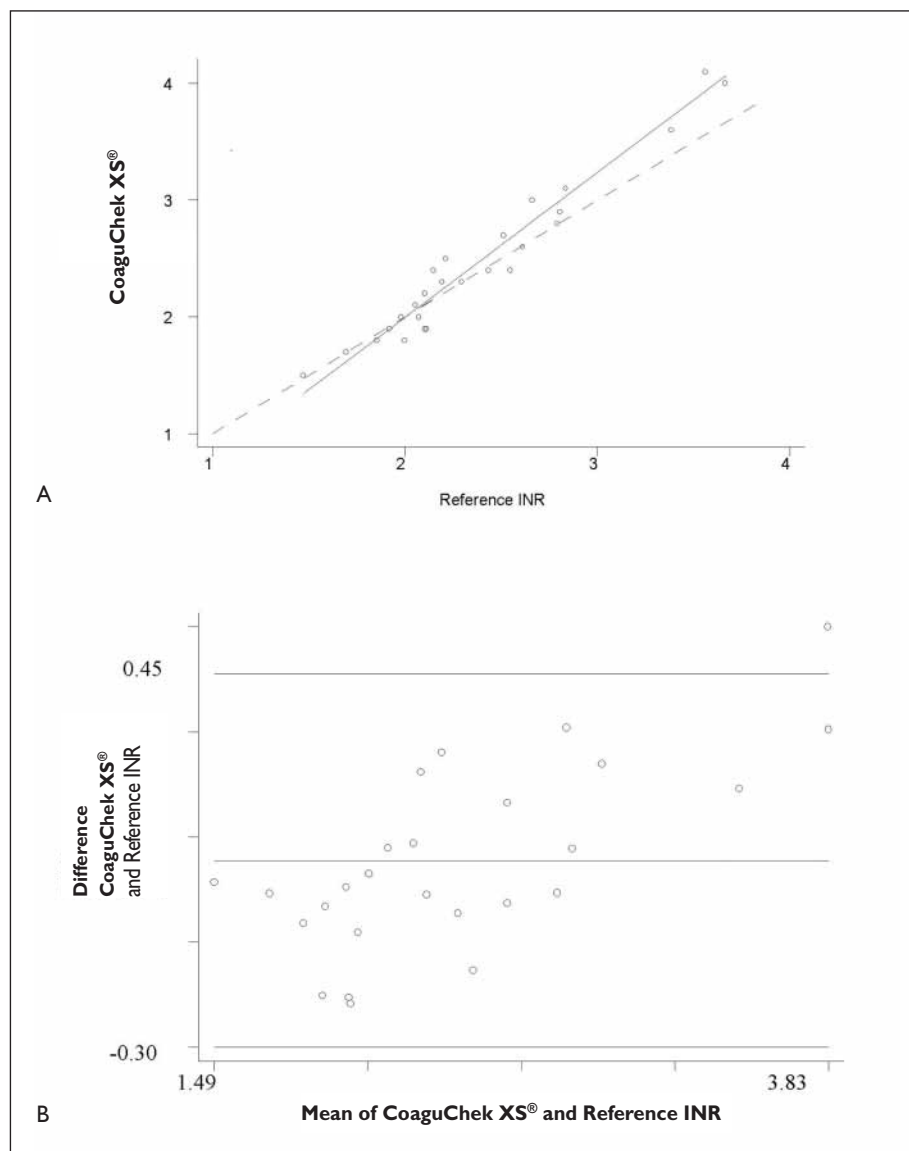 4
3
2
1
CoaguChek XS®
1
2
3
4
Reference INR
A
0.45
-0.30
Difference
CoaguChek XS®
and Reference INR
1.49
3.83
Mean of CoaguChek XS® and Reference INR
B